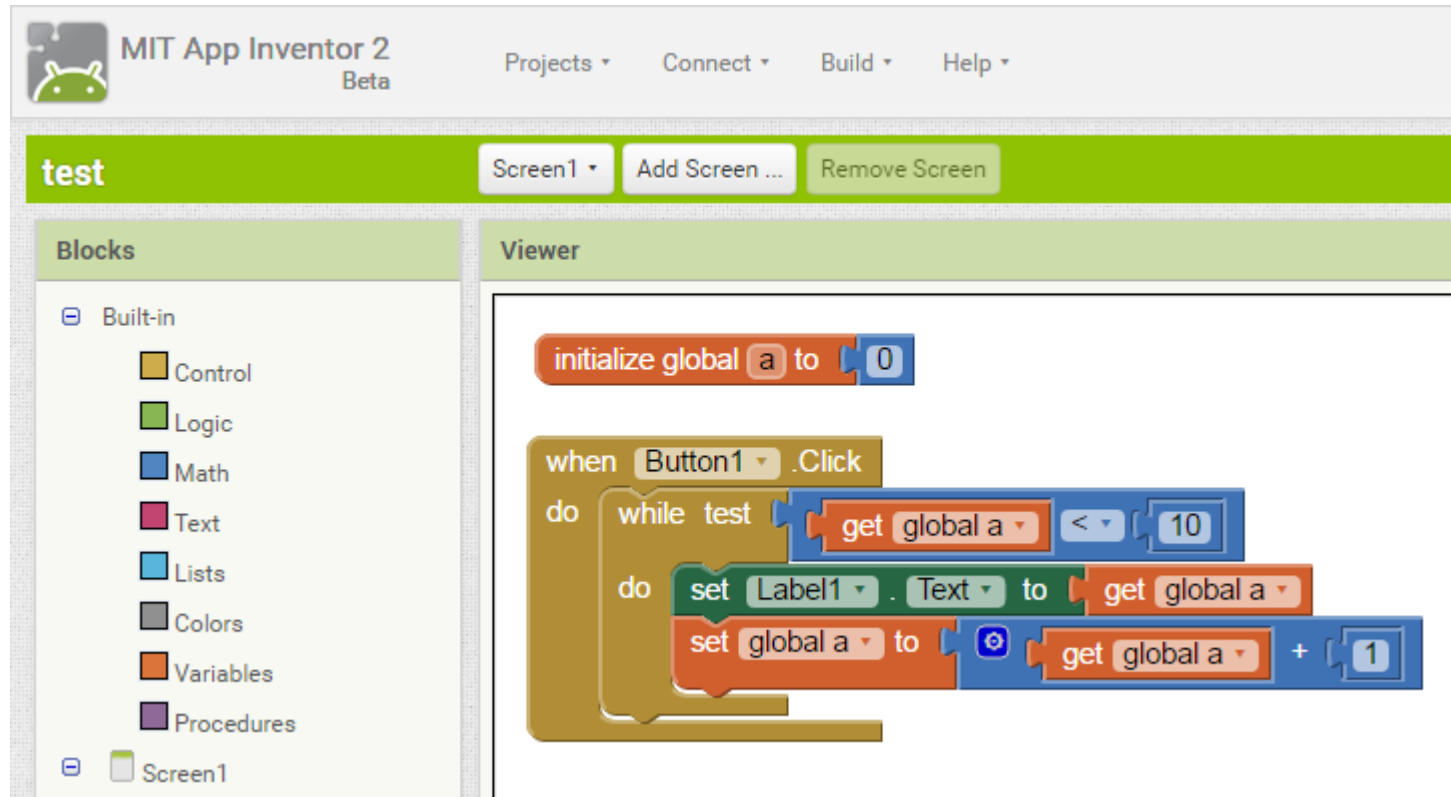 MIT App Inventor 2
Beta
Projects Connect Build Help
test
Screen1 Add Screen ... Remove Screen
Blocks
Viewer
Built-in
Control
Logic
Math
Text
Lists
Colors
Variables
Procedures
Screen1
initialize global a to 0
when Button1 .Click
do while test get global a < 10
do set Label1 . Text to get global a
set global a to get global a + 1